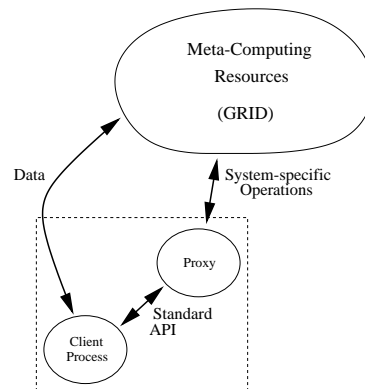 Meta-Computing
Resources
(GRID)
Data
System-specific
Operations
Proxy
Standard
API
Client
Process